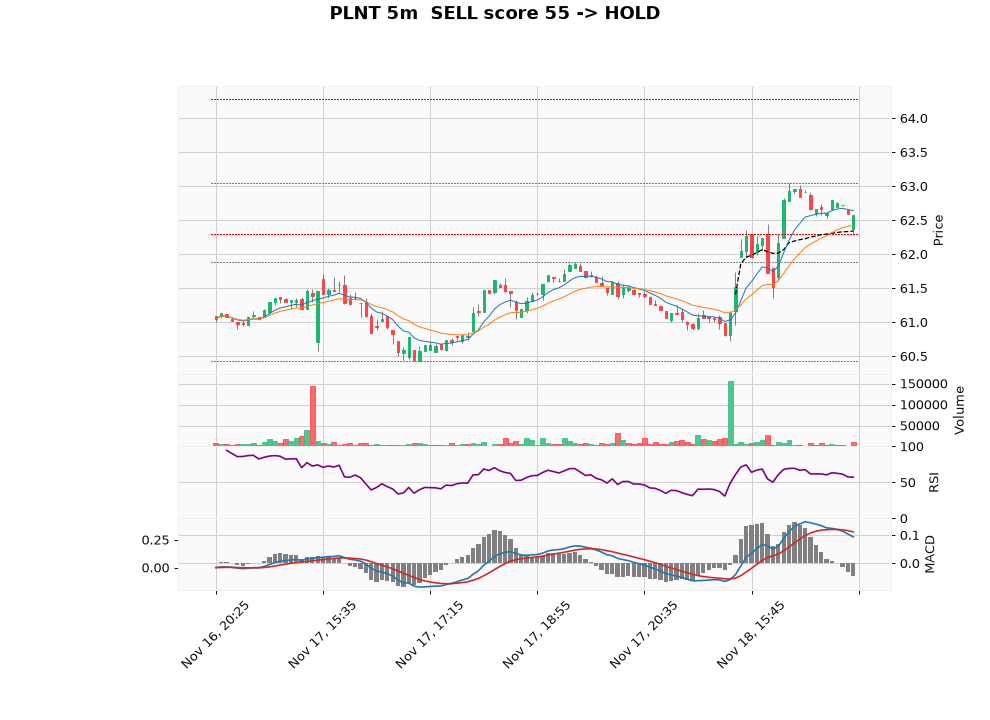 PLNT 5m  SELL score 55 -> HOLD
64.0
63.5
63.0
62.5
62.0
61.5
61.0
60.5
Price
150000
100000
50000
Volume
100
50
0
RSI
0.25
0.00
0.1
0.0
MACD
Nov 16, 20:25
Nov 17, 15:35
Nov 17, 17:15
Nov 17, 18:55
Nov 17, 20:35
Nov 18, 15:45